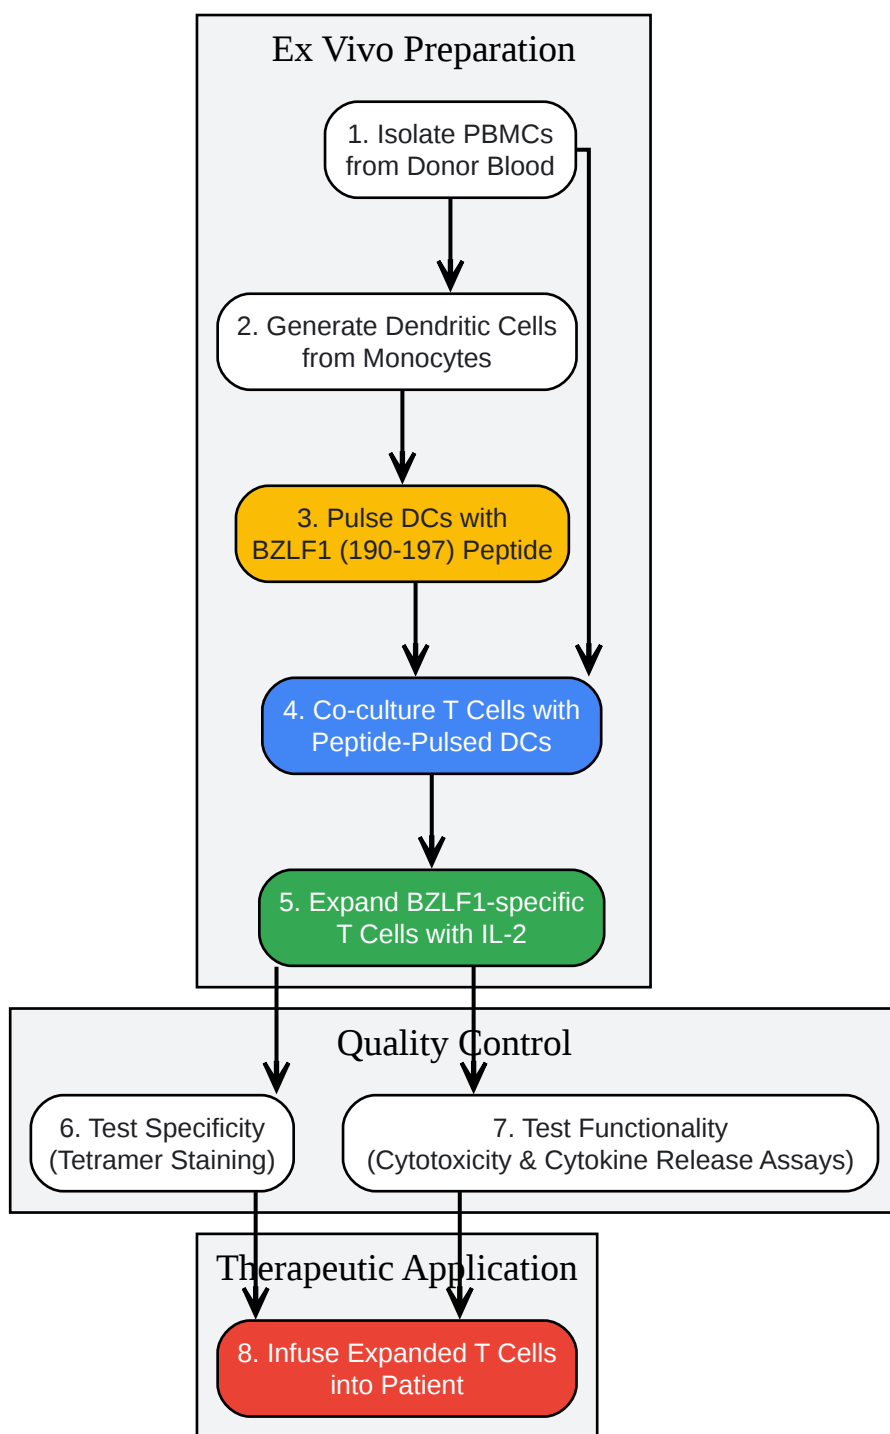 Ex Vivo Preparation
1. Isolate PBMCs
from Donor Blood
2. Generate Dendritic Cells
from Monocytes
3. Pulse DCs with
BZLF1 (190-197) Peptide
4. Co-culture T Cells with
Peptide-Pulsed DCs
5. Expand BZLF1-specific
T Cells with IL-2
Quality Control
6. Test Specificity
(Tetramer Staining)
7. Test Functionality
(Cytotoxicity & Cytokine Release Assays)
Therapeutic Application
8. Infuse Expanded T Cells
into Patient